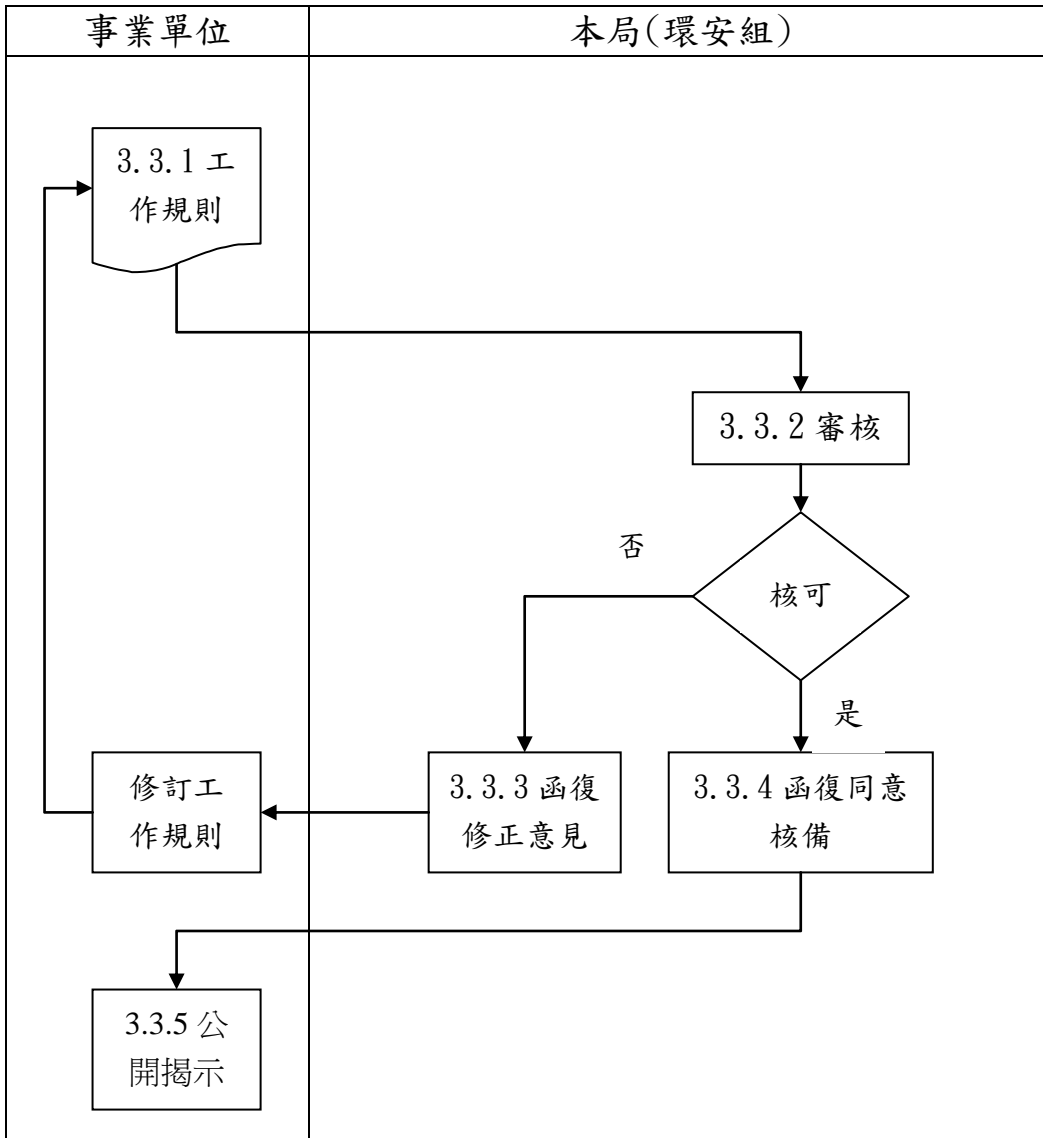 事業單位
本局(環安組)
3.3.1 工
作規則
3.3.2 審核
否
核可
是
修訂工
作規則
3.3.3 函復
修正意見
3.3.4 函復同意
核備
3.3.5 公
開揭示